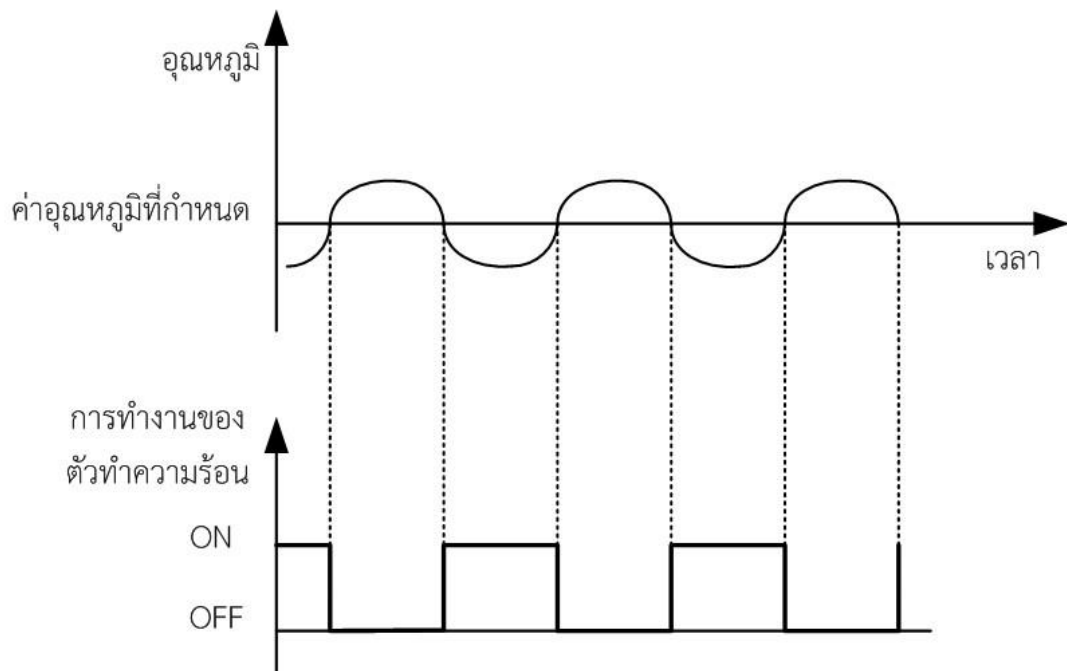 อุณหภูมิ
ค่าอุณหภูมิที่กำหนด
เวลา
การทำงานของ
ตัวทำความร้อน
ON
OFF